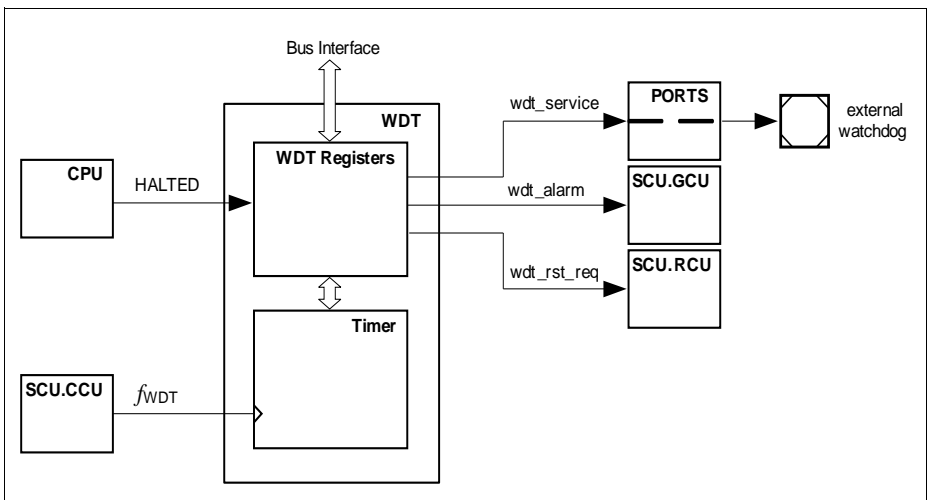 Bus Interface
WDT
WDT Registers
CPU
HALTED
Timer
SCU.CCU
fWDT
wdt_service
PORTS
external
watchdog
wdt_alarm
SCU.GCU
wdt_rst_req
SCU.RCU